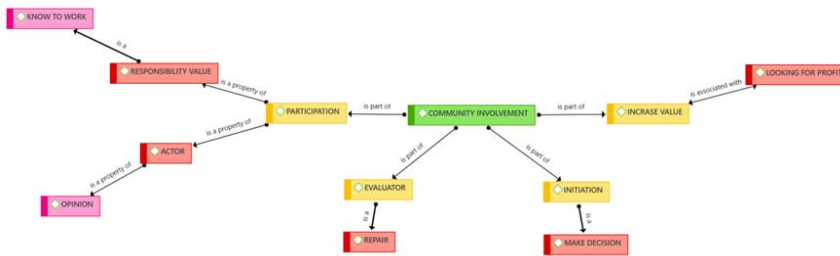 KNOW TO WORK
is a
RESPONSIBILITY VALUE
LOOKING FOR PROFIT
is associated with
is a property of
PARTICIPATION
is part of
COMMUNITY INVOLVEMENT
is part of
INCRASE VALUE
is a property of
ACTOR
is part of
is part of
is a property of
EVALUATOR
INITIATION
OPINION
is a
is a
REPAIR
MAKE DECISION